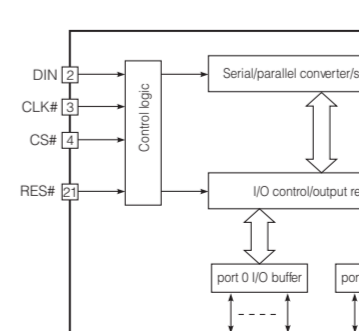 DIN 2
Serial/parallel converter/s
CLK# 3
Control logic
CS# 4
RES# 21
I/O control/output re
port 0 I/O buffer
por